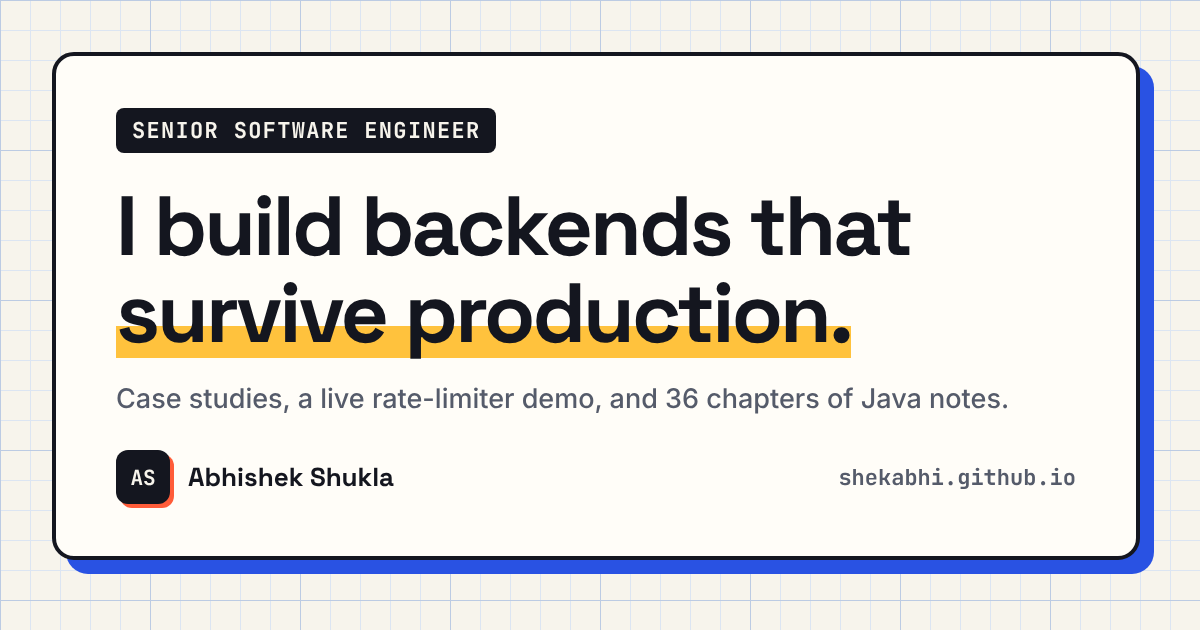 SENIOR SOFTWARE ENGINEER
I build backends that
survive production.
Case studies, a live rate-limiter demo, and 36 chapters of Java notes.
AS
Abhishek Shukla
shekabhi.github.io